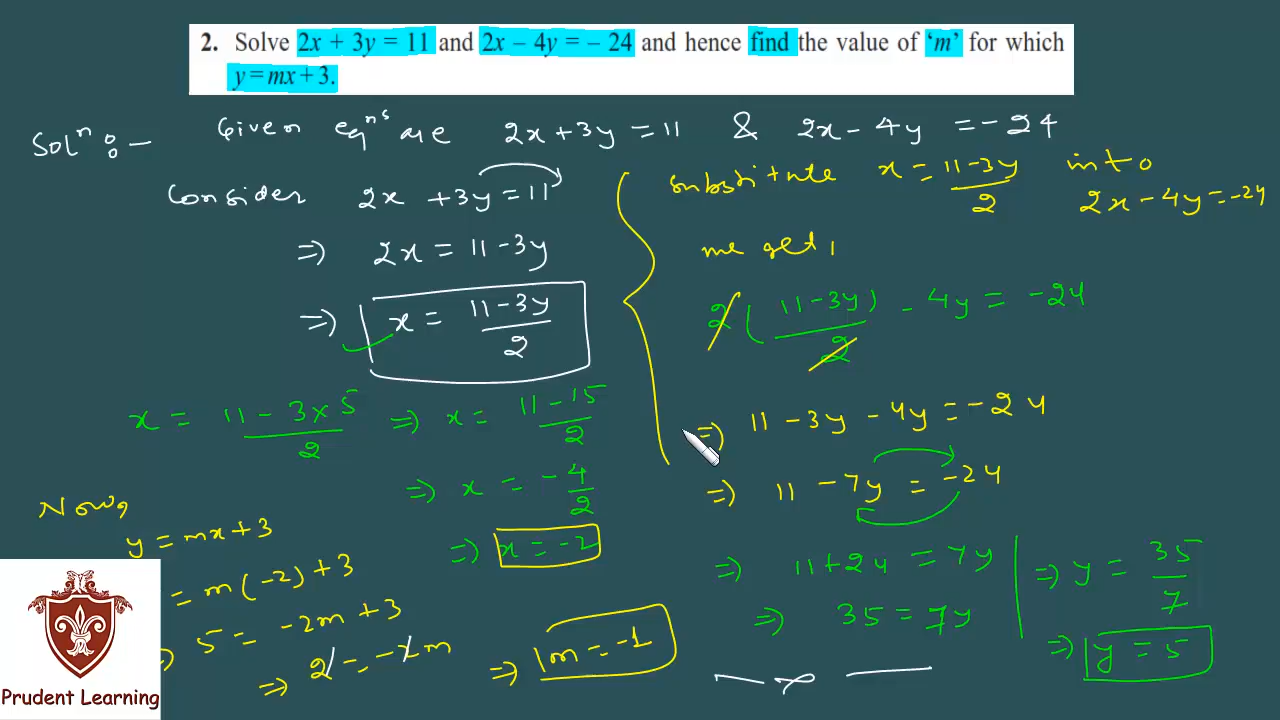 2. Solve 2x + 3y = 11 and 2x – 4y = – 24 and hence find the value of ‘m’ for which
y = mx + 3.
Solⁿ :- Given eqⁿˢ are 2x + 3y = 11 & 2x - 4y = -24
Consider 2x + 3y = 11
⇒ 2x = 11 - 3y
⇒ x = (11 - 3y)/2
substitute x = (11 - 3y)/2 into
2x - 4y = -24
we get,
2((11 - 3y)/2) - 4y = -24
⇒ 11 - 3y - 4y = -24
⇒ 11 - 7y = -24
⇒ 11 + 24 = 7y
⇒ 35 = 7y
⇒ y = 35/7
⇒ y = 5
x = (11 - 3 × 5)/2 ⇒ x = (11 - 15)/2
⇒ x = -4/2
⇒ x = -2
Now,
y = mx + 3
= m(-2) + 3
⇒ 5 = -2m + 3
⇒ 2 = -2m ⇒ m = -1
Prudent Learning